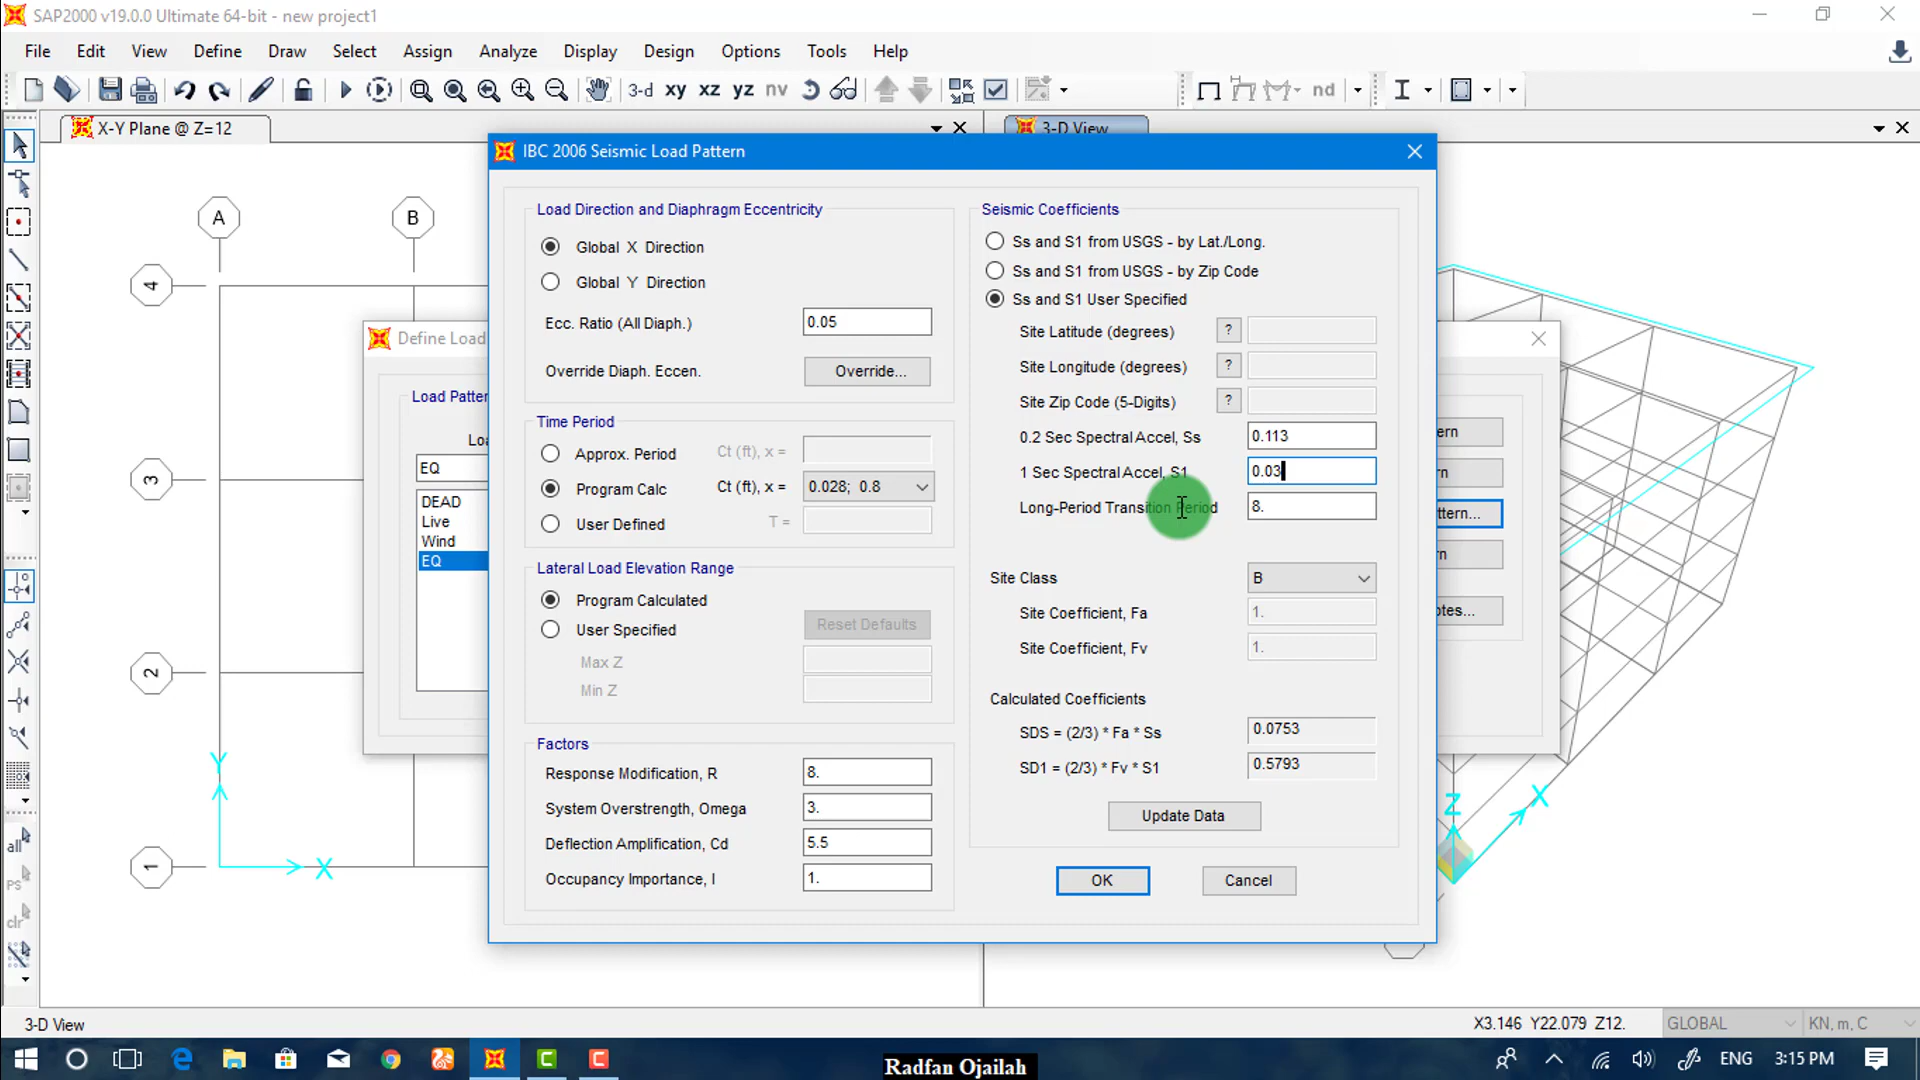 SAP2000 v19.0.0 Ultimate 64-bit - new project1
File Edit View Define Draw Select Assign Analyze Display Design Options Tools Help
3-d xy xz yz nv nd
X-Y Plane @ Z=12
3-D View
IBC 2006 Seismic Load Pattern
Load Direction and Diaphragm Eccentricity
Global X Direction
Global Y Direction
Ecc. Ratio (All Diaph.) 0.05
Override Diaph. Eccen. Override...
Time Period
Approx. Period Ct (ft), x =
Program Calc Ct (ft), x = 0.028; 0.8
User Defined T =
Lateral Load Elevation Range
Program Calculated
User Specified Reset Defaults
Max Z
Min Z
Factors
Response Modification, R 8.
System Overstrength, Omega 3.
Deflection Amplification, Cd 5.5
Occupancy Importance, I 1.
Seismic Coefficients
Ss and S1 from USGS - by Lat./Long.
Ss and S1 from USGS - by Zip Code
Ss and S1 User Specified
Site Latitude (degrees) ?
Site Longitude (degrees) ?
Site Zip Code (5-Digits) ?
0.2 Sec Spectral Accel, Ss 0.113
1 Sec Spectral Accel, S1 0.03
Long-Period Transition Period 8.
Site Class B
Site Coefficient, Fa 1.
Site Coefficient, Fv 1.
Calculated Coefficients
SDS = (2/3) * Fa * Ss 0.0753
SD1 = (2/3) * Fv * S1 0.5793
Update Data
OK Cancel
Define Load
Load Patter
Loa
EQ
DEAD
Live
Wind
EQ
ern
rn
ttern...
rn
otes...
A B
4
3
2
1
Y
X
Z
X
all
ps
clr
3-D View
X3.146 Y22.079 Z12. GLOBAL KN, m, C
Radfan Ojailah
ENG 3:15 PM